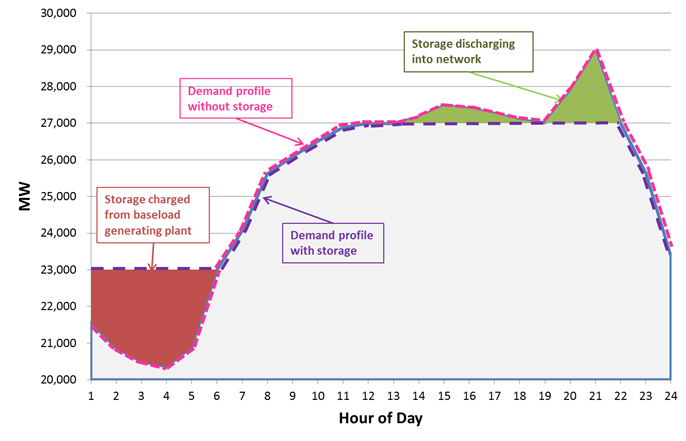 30,000
29,000
28,000
27,000
26,000
25,000
24,000
23,000
22,000
21,000
20,000
MW
Storage discharging
into network
Demand profile
without storage
Storage charged
from baseload
generating plant
Demand profile
with storage
1 2 3 4 5 6 7 8 9 10 11 12 13 14 15 16 17 18 19 20 21 22 23 24
Hour of Day